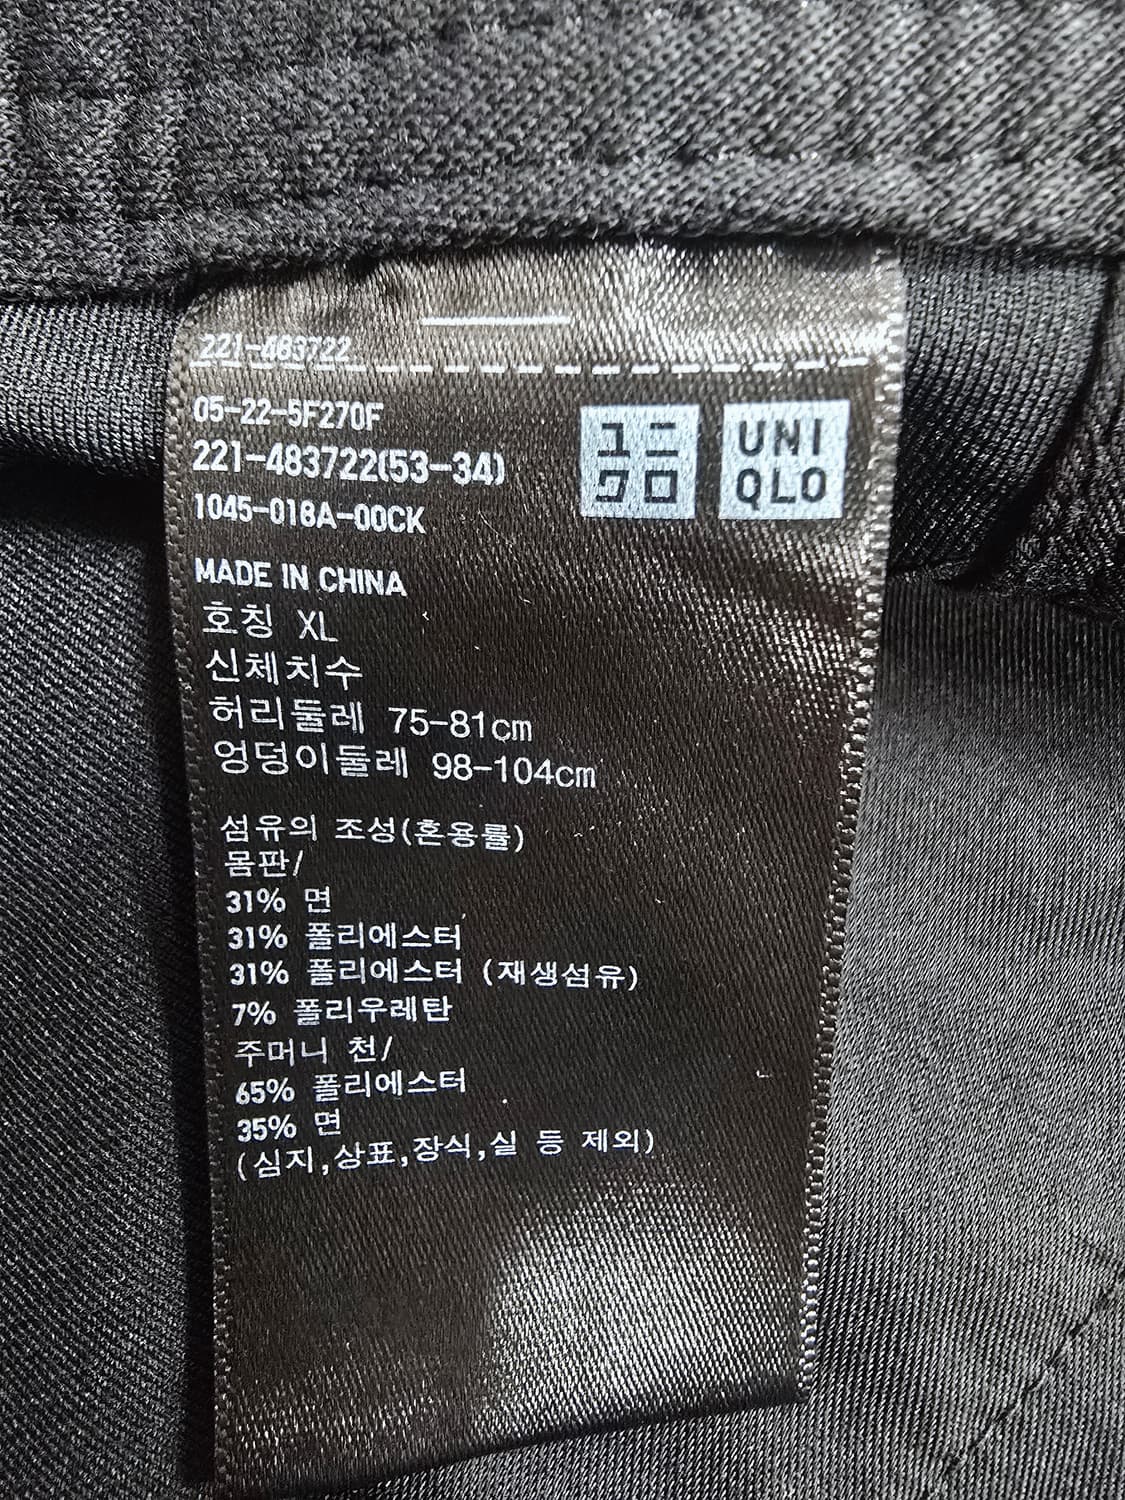 221-483722
05-22-5F270F
221-483722(53-34)
1045-018A-00CK
ユニ
クロ
UNI
QLO
MADE IN CHINA
호칭 XL
신체치수
허리둘레 75-81cm
엉덩이둘레 98-104cm
섬유의 조성(혼용률)
몸판/
31% 면
31% 폴리에스터
31% 폴리에스터 (재생섬유)
7% 폴리우레탄
주머니 천/
65% 폴리에스터
35% 면
(심지,상표,장식,실 등 제외)